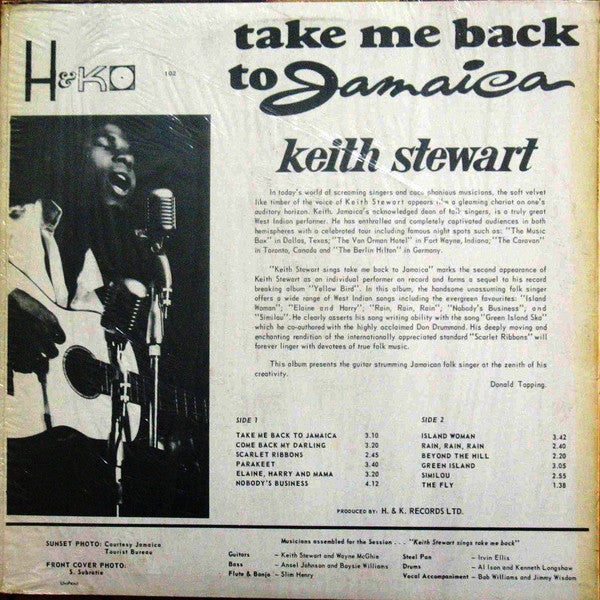 take me back
to Jamaica
H&KO
102
keith stewart
In today's world of screaming singers and cacophonious musicians, the soft velvet
like timber of the voice of Keith Stewart appears on a gleaming chariot on one's
auditory horizon. Keith, Jamaica's acknowledged dean of folk singers, is a truly great
West Indian performer. He has enthralled and completely captivated audiences in both
hemispheres with a celebrated tour including famous night spots such as: "The Music
Box" in Dallas, Texas; "The Van Orman Hotel" in Fort Wayne, Indiana; "The Caravan"
in Toronto, Canada and "The Berlin Hilton" in Germany.
"Keith Stewart sings take me back to Jamaica" marks the second appearance of
Keith Stewart as an individual performer on record and forms a sequel to his record
breaking album "Yellow Bird". In this album, the handsome unassuming folk singer
offers a wide range of West Indian songs including the evergreen favourites: "Island
Woman"; "Elaine and Harry"; "Rain, Rain, Rain"; "Nobody's Business"; and
"Similou". He clearly asserts his song writing ability with the song "Green Island Ska"
which he co-authored with the highly acclaimed Don Drummond. His deeply moving and
enchanting rendition of the internationally appreciated standard "Scarlet Ribbons" will
forever linger with devotees of true folk music.
This album presents the guitar strumming Jamaican folk singer at the zenith of his
creativity.
Donald Topping.
SIDE 1
TAKE ME BACK TO JAMAICA 3.10
COME BACK MY DARLING 3.20
SCARLET RIBBONS 2.45
PARAKEET 3.40
ELAINE, HARRY AND MAMA 3.20
NOBODY'S BUSINESS 4.12
SIDE 2
ISLAND WOMAN 3.42
RAIN, RAIN, RAIN 2.40
BEYOND THE HILL 2.20
GREEN ISLAND 3.05
SIMILOU 2.55
THE FLY 1.38
PRODUCED BY: H. & K. RECORDS LTD.
SUNSET PHOTO: Courtesy Jamaica
Tourist Bureau
FRONT COVER PHOTO:
S. Subratie
UniPrint
Musicians assembled for the Session . . . "Keith Stewart sings take me back"
Guitars – Keith Stewart and Wayne McGhie
Bass – Ansel Johnson and Boysie Williams
Flute & Banjo – Slim Henry
Steel Pan – Irvin Ellis
Drums – Al Ison and Kenneth Longshaw
Vocal Accompaniment – Bob Williams and Jimmy Wisdom